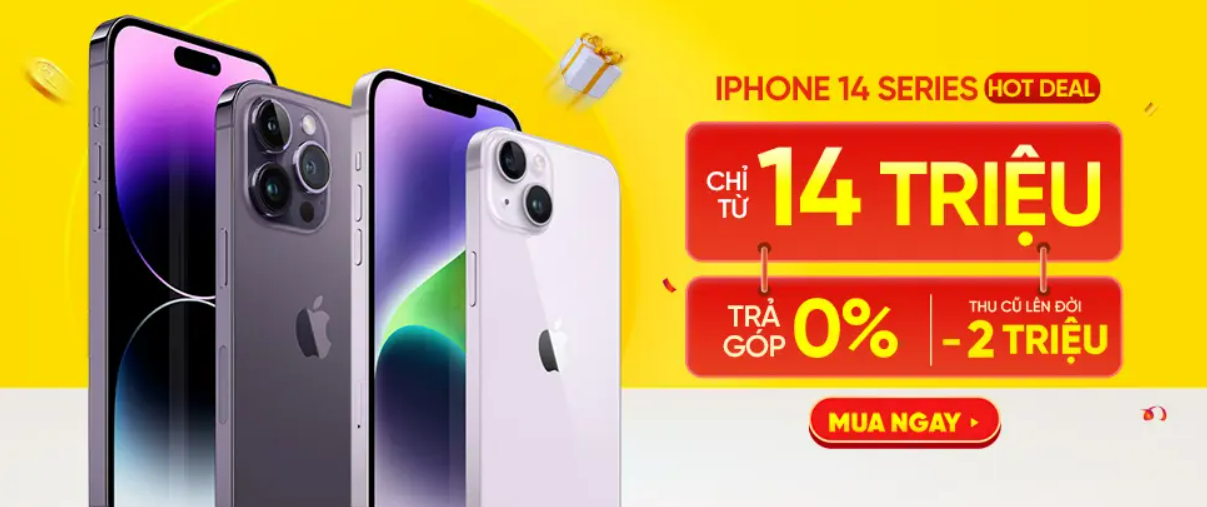 IPHONE 14 SERIES HOT DEAL
CHỈ
TỪ
14 TRIỆU
TRẢ
GÓP
0%
THU CŨ LÊN ĐỜI
- 2 TRIỆU
MUA NGAY